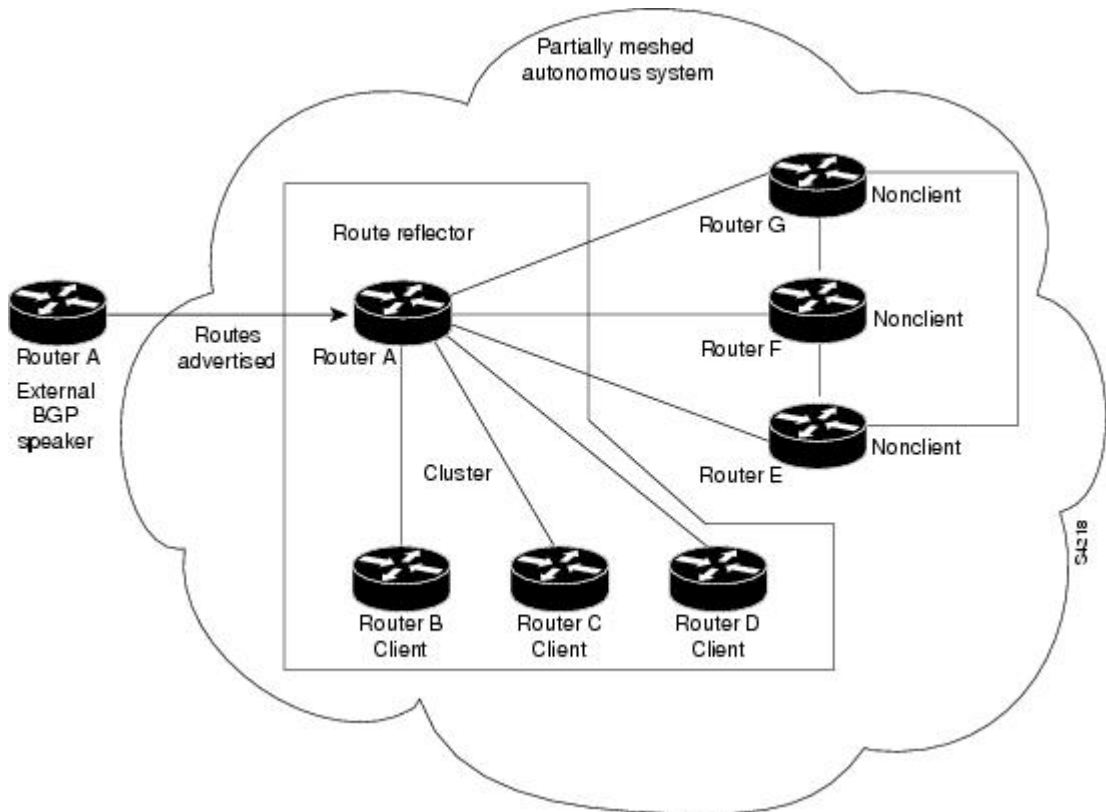 Partially meshed
autonomous system
Nonclient
Router G
Route reflector
Nonclient
Router F
Router A
Routes
advertised
Router A
External
BGP
speaker
Nonclient
Router E
Cluster
Router B
Client
Router C
Client
Router D
Client
S4218